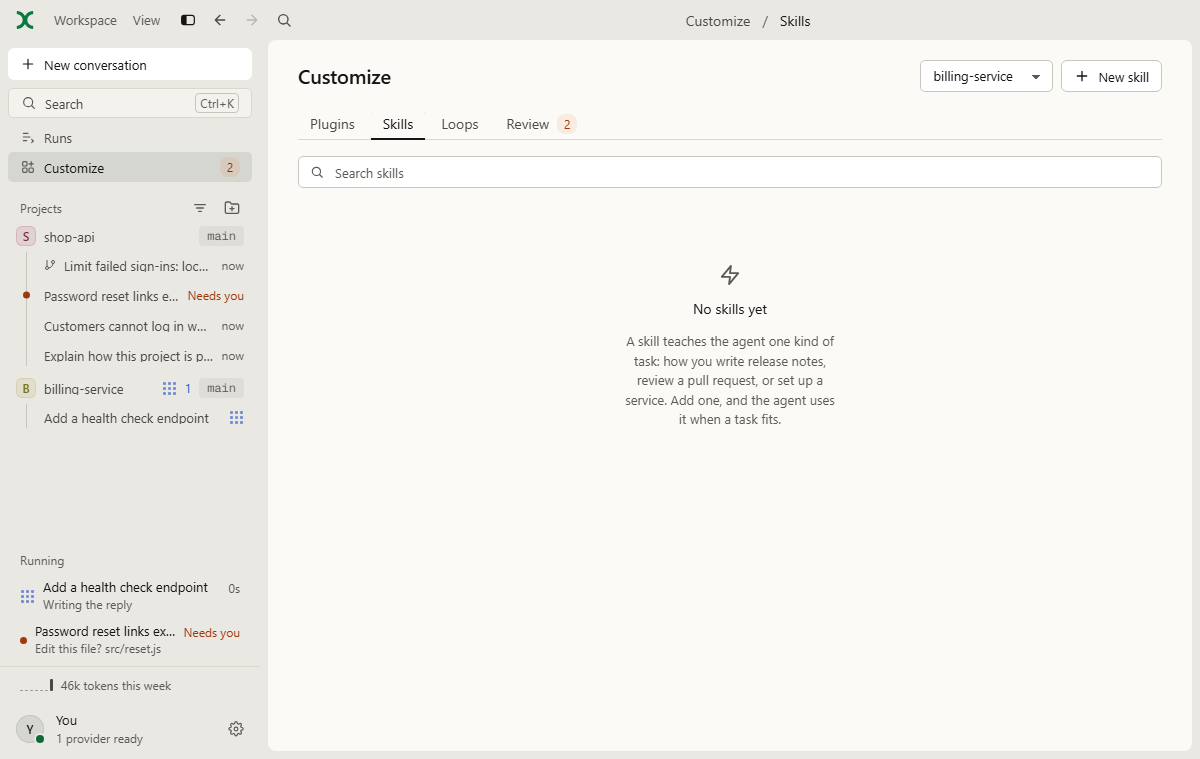 Workspace View
Customize / Skills
New conversation
Search Ctrl+K
Runs
Customize 2
Projects
S shop-api main
Limit failed sign-ins: loc... now
Password reset links e... Needs you
Customers cannot log in w... now
Explain how this project is p... now
B billing-service 1 main
Add a health check endpoint
Running
Add a health check endpoint 0s
Writing the reply
Password reset links ex... Needs you
Edit this file? src/reset.js
46k tokens this week
Y You
1 provider ready
Customize
billing-service
New skill
Plugins Skills Loops Review 2
Search skills
No skills yet
A skill teaches the agent one kind of
task: how you write release notes,
review a pull request, or set up a
service. Add one, and the agent uses
it when a task fits.